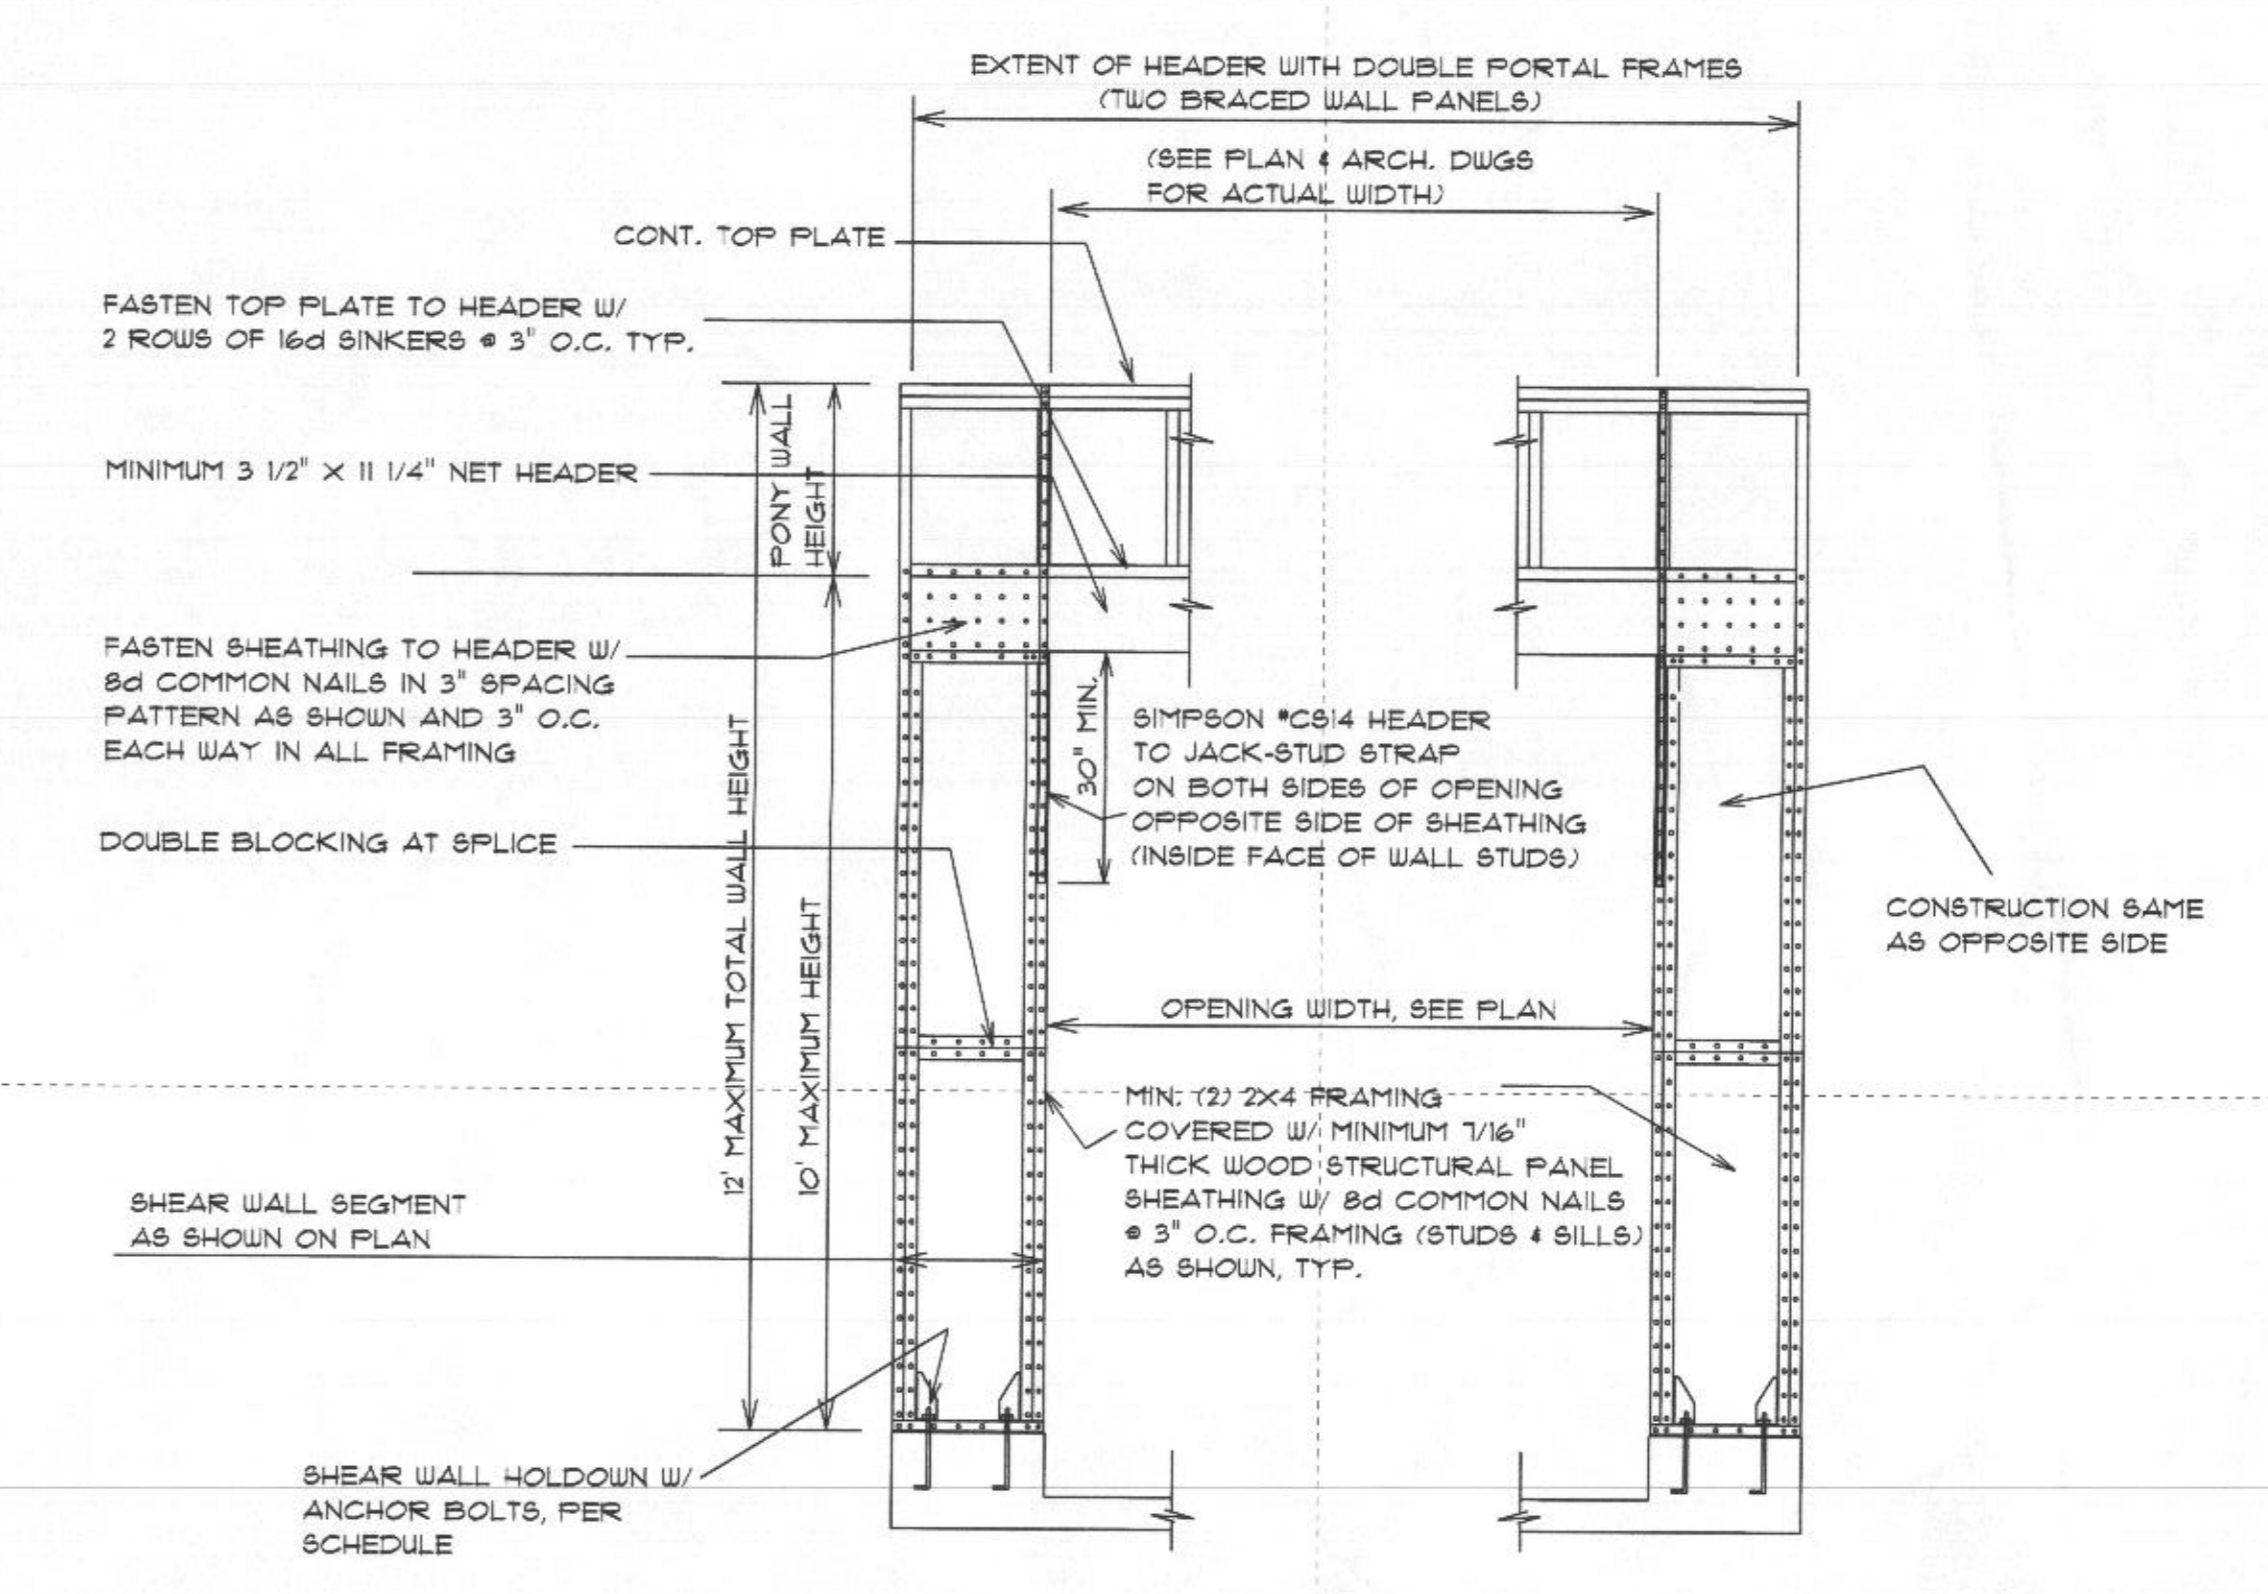 EXTENT OF HEADER WITH DOUBLE PORTAL FRAMES
(TWO BRACED WALL PANELS)
(SEE PLAN & ARCH. DWGS
FOR ACTUAL WIDTH)
CONT. TOP PLATE
FASTEN TOP PLATE TO HEADER W/
2 ROWS OF 16d SINKERS @ 3" O.C. TYP.
MINIMUM 3 1/2" X 11 1/4" NET HEADER
PONY WALL
HEIGHT
FASTEN SHEATHING TO HEADER W/
8d COMMON NAILS IN 3" SPACING
PATTERN AS SHOWN AND 3" O.C.
EACH WAY IN ALL FRAMING
30" MIN.
SIMPSON #CS14 HEADER
TO JACK-STUD STRAP
ON BOTH SIDES OF OPENING
OPPOSITE SIDE OF SHEATHING
(INSIDE FACE OF WALL STUDS)
DOUBLE BLOCKING AT SPLICE
12' MAXIMUM TOTAL WALL HEIGHT
10' MAXIMUM HEIGHT
CONSTRUCTION SAME
AS OPPOSITE SIDE
OPENING WIDTH, SEE PLAN
MIN. (2) 2X4 FRAMING
COVERED W/ MINIMUM 7/16"
THICK WOOD STRUCTURAL PANEL
SHEATHING W/ 8d COMMON NAILS
@ 3" O.C. FRAMING (STUDS & SILLS)
AS SHOWN, TYP.
SHEAR WALL SEGMENT
AS SHOWN ON PLAN
SHEAR WALL HOLDOWN W/
ANCHOR BOLTS, PER
SCHEDULE